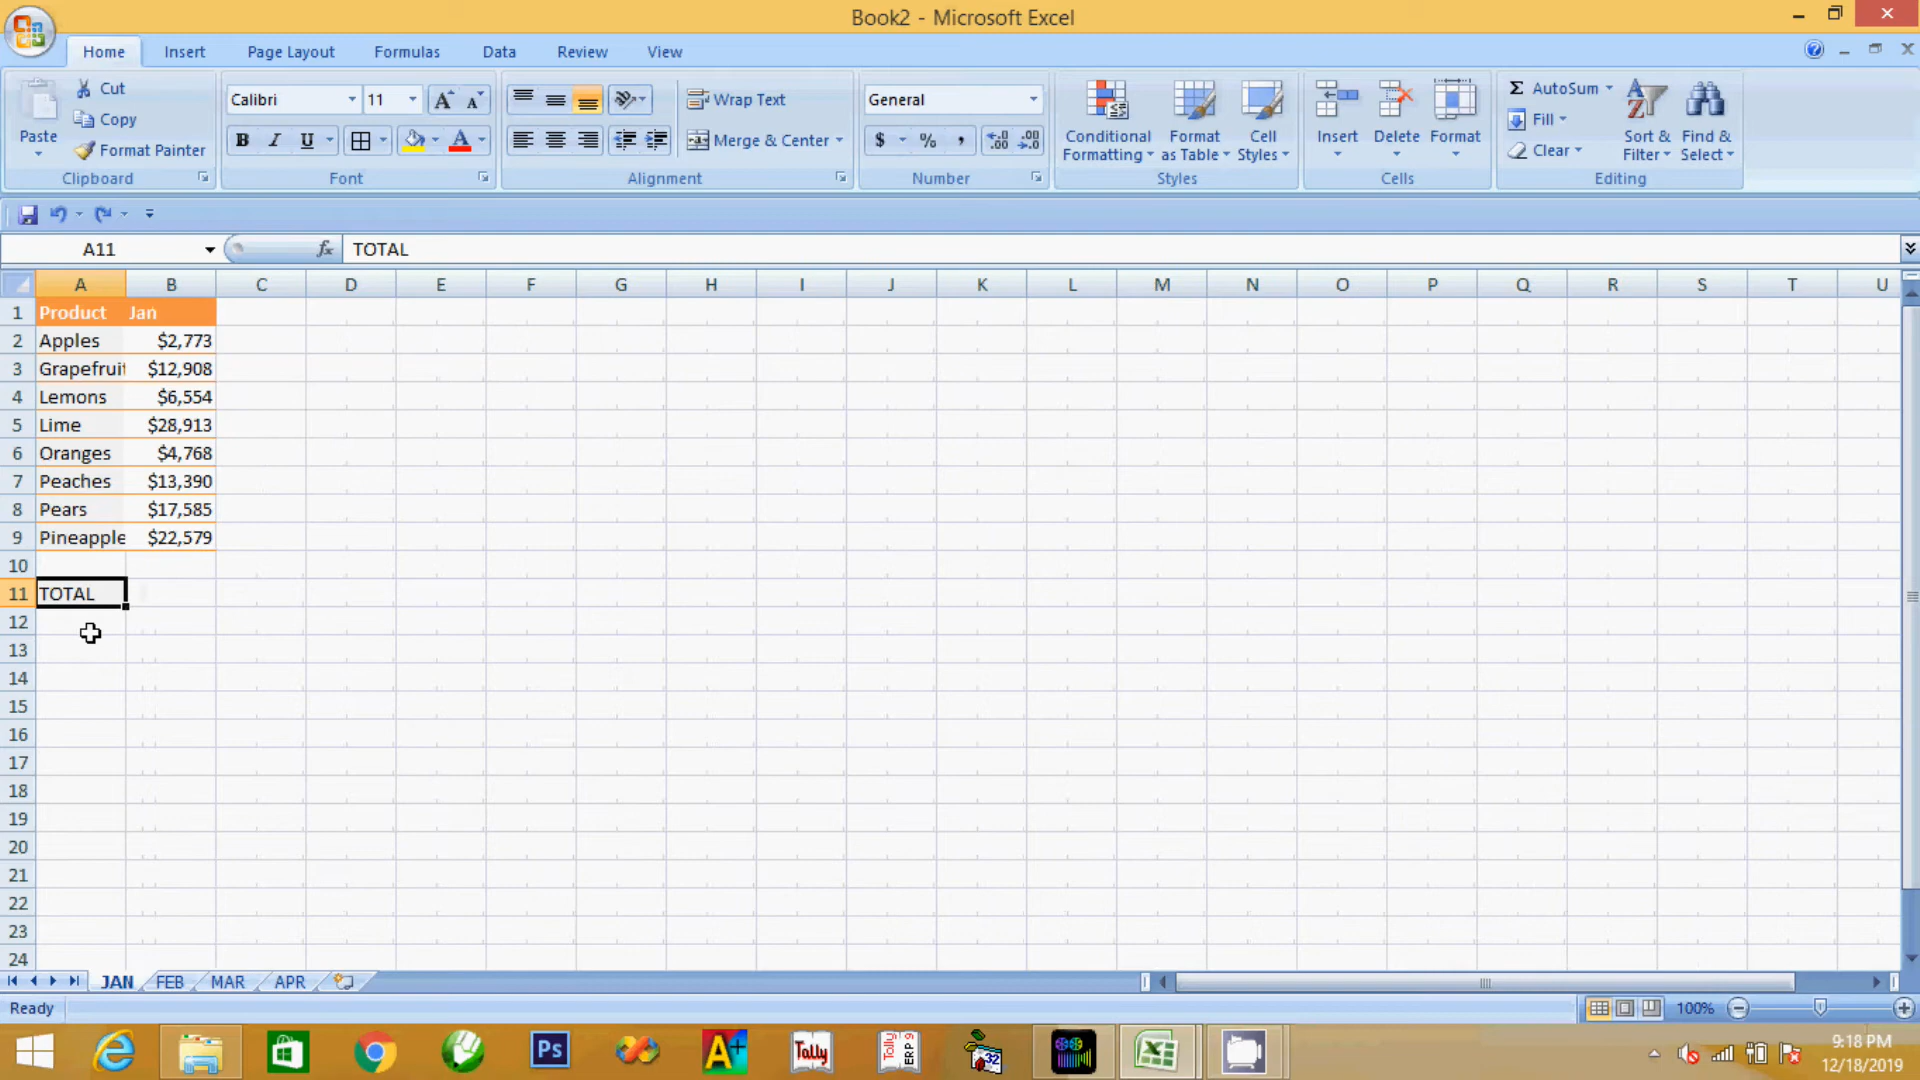 Book2 - Microsoft Excel
Home Insert Page Layout Formulas Data Review View
Cut
Copy
Format Painter
Paste
Clipboard
Calibri 11
B I U A
Font
Wrap Text
Merge & Center
Alignment
General
$ % ,
Number
Conditional Formatting
Format as Table
Cell Styles
Styles
Insert Delete Format
Cells
Σ AutoSum
Fill
Clear
Sort & Filter
Find & Select
Editing
A11 fx TOTAL
A B C D E F G H I J K L M N O P Q R S T U
1 Product Jan
2 Apples $2,773
3 Grapefruit $12,908
4 Lemons $6,554
5 Lime $28,913
6 Oranges $4,768
7 Peaches $13,390
8 Pears $17,585
9 Pineapple $22,579
10
11 TOTAL
12
13
14
15
16
17
18
19
20
21
22
23
24
JAN FEB MAR APR
Ready 100%
Ps A+ Tally Tally ERP 9 32
9:18 PM
12/18/2019